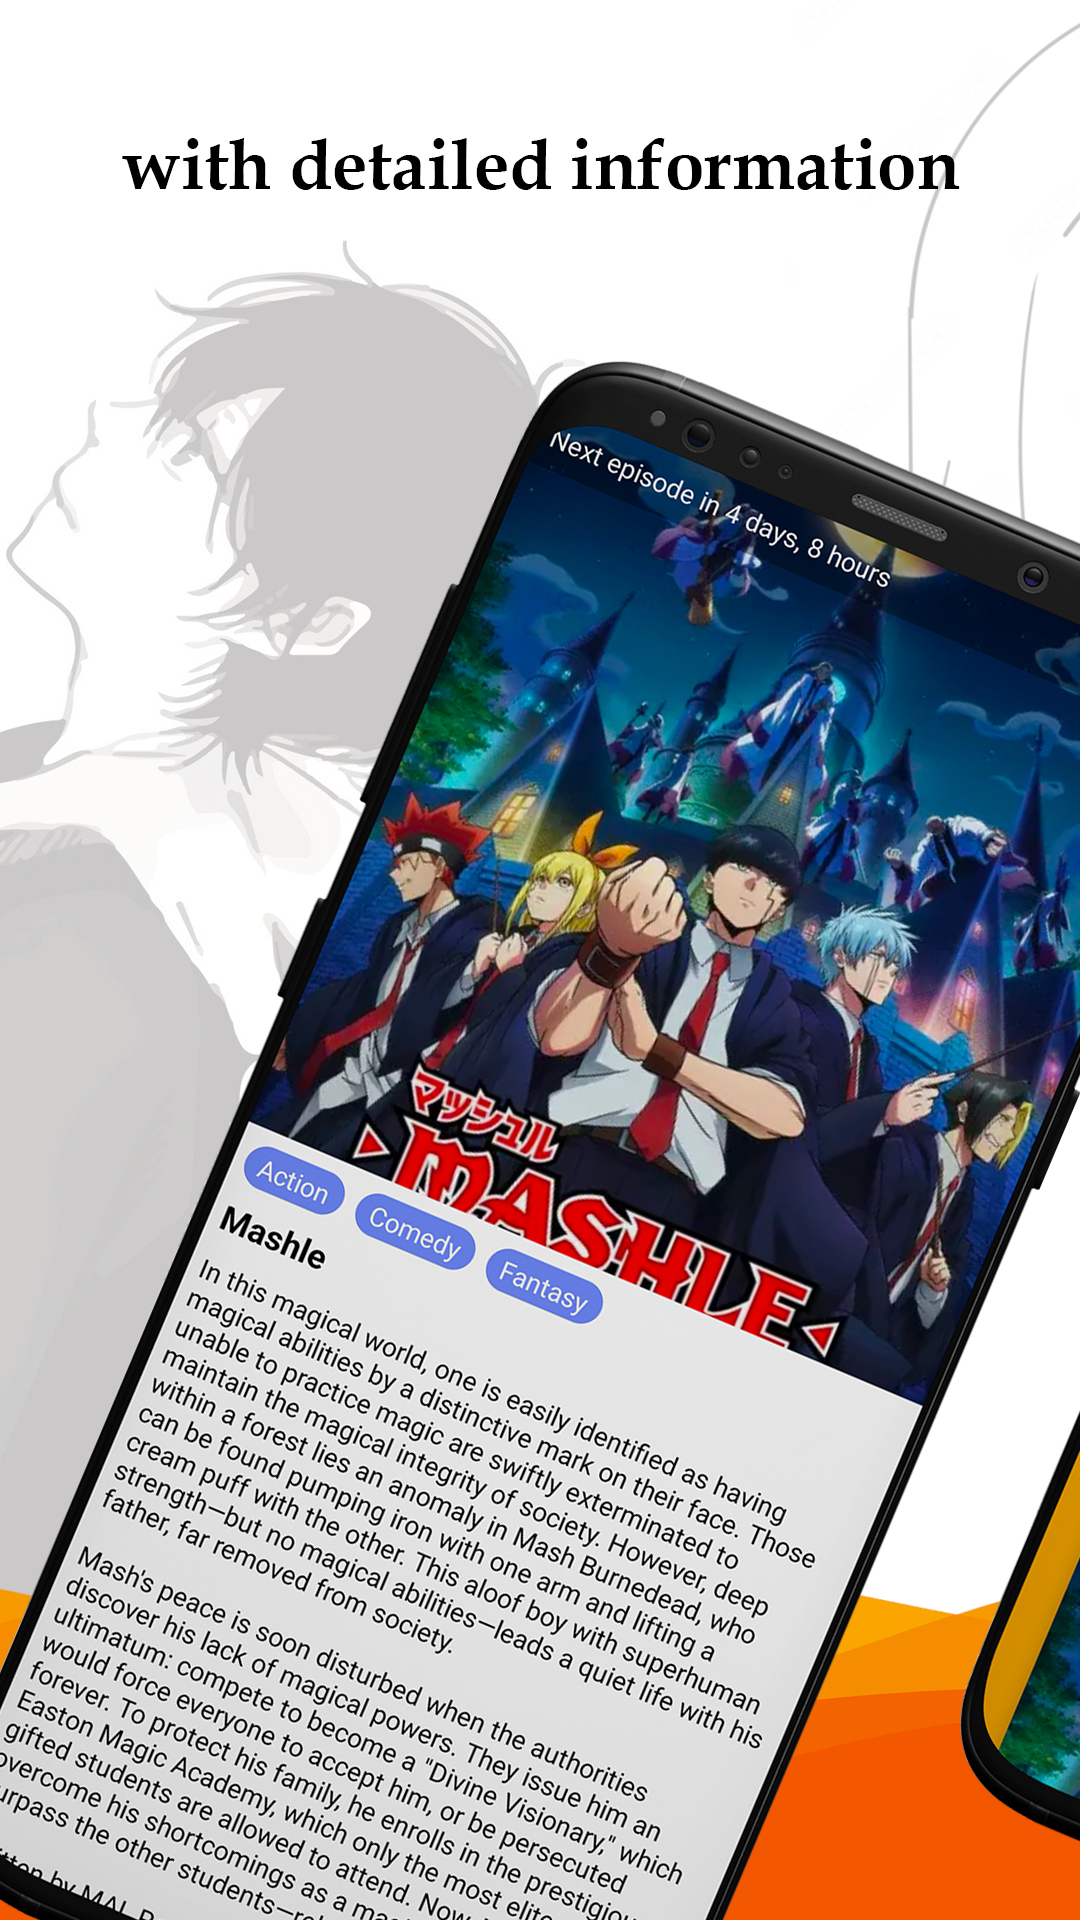 with detailed information
Next episode in 4 days, 8 hours
マッシュル
MASHLE
Action
Comedy
Fantasy
Mashle
In this magical world, one is easily identified as having
magical abilities by a distinctive mark on their face. Those
unable to practice magic are swiftly exterminated to
maintain the magical integrity of society. However, deep
within a forest lies an anomaly in Mash Burnedead, who
can be found pumping iron with one arm and lifting a
cream puff with the other. This aloof boy with superhuman
strength—but no magical abilities—leads a quiet life with his
father, far removed from society.
Mash's peace is soon disturbed when the authorities
discover his lack of magical powers. They issue him an
ultimatum: compete to become a "Divine Visionary," which
would force everyone to accept him, or be persecuted
forever. To protect his family, he enrolls in the prestigiou
Easton Magic Academy, which only the most elite
gifted students are allowed to attend. Now,
overcome his shortcomings as a ma
urpass the other students—re
tten by MAL